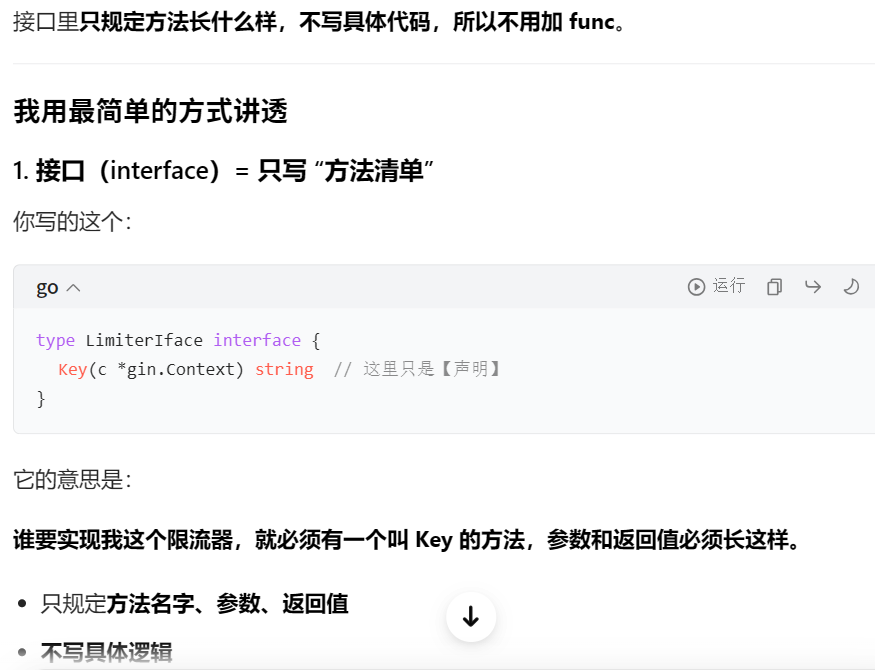 接口里只规定方法长什么样，不写具体代码，所以不用加 func。
我用最简单的方式讲透
1. 接口（interface）= 只写 “方法清单”
你写的这个：
go
运行
type LimiterIface interface {
Key(c *gin.Context) string // 这里只是【声明】
}
它的意思是：
谁要实现我这个限流器，就必须有一个叫 Key 的方法，参数和返回值必须长这样。
• 只规定方法名字、参数、返回值
• 不写具体逻辑